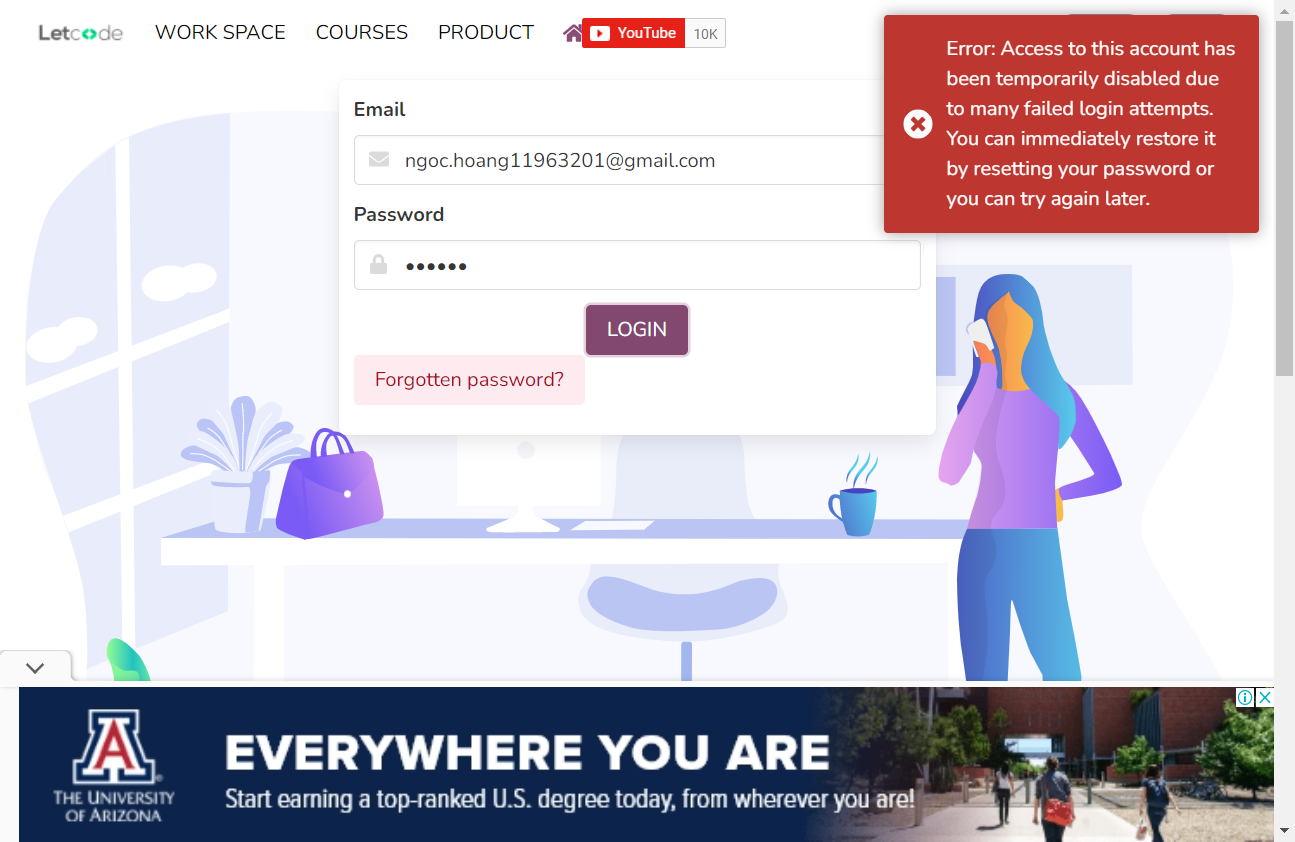 Letcode
WORK SPACE
COURSES
PRODUCT
YouTube
10K
Error: Access to this account has
been temporarily disabled due
to many failed login attempts.
You can immediately restore it
by resetting your password or
you can try again later.
Email
ngoc.hoang11963201@gmail.com
Password
LOGIN
Forgotten password?
A
THE UNIVERSITY
OF ARIZONA
EVERYWHERE YOU ARE
Start earning a top-ranked U.S. degree today, from wherever you are!